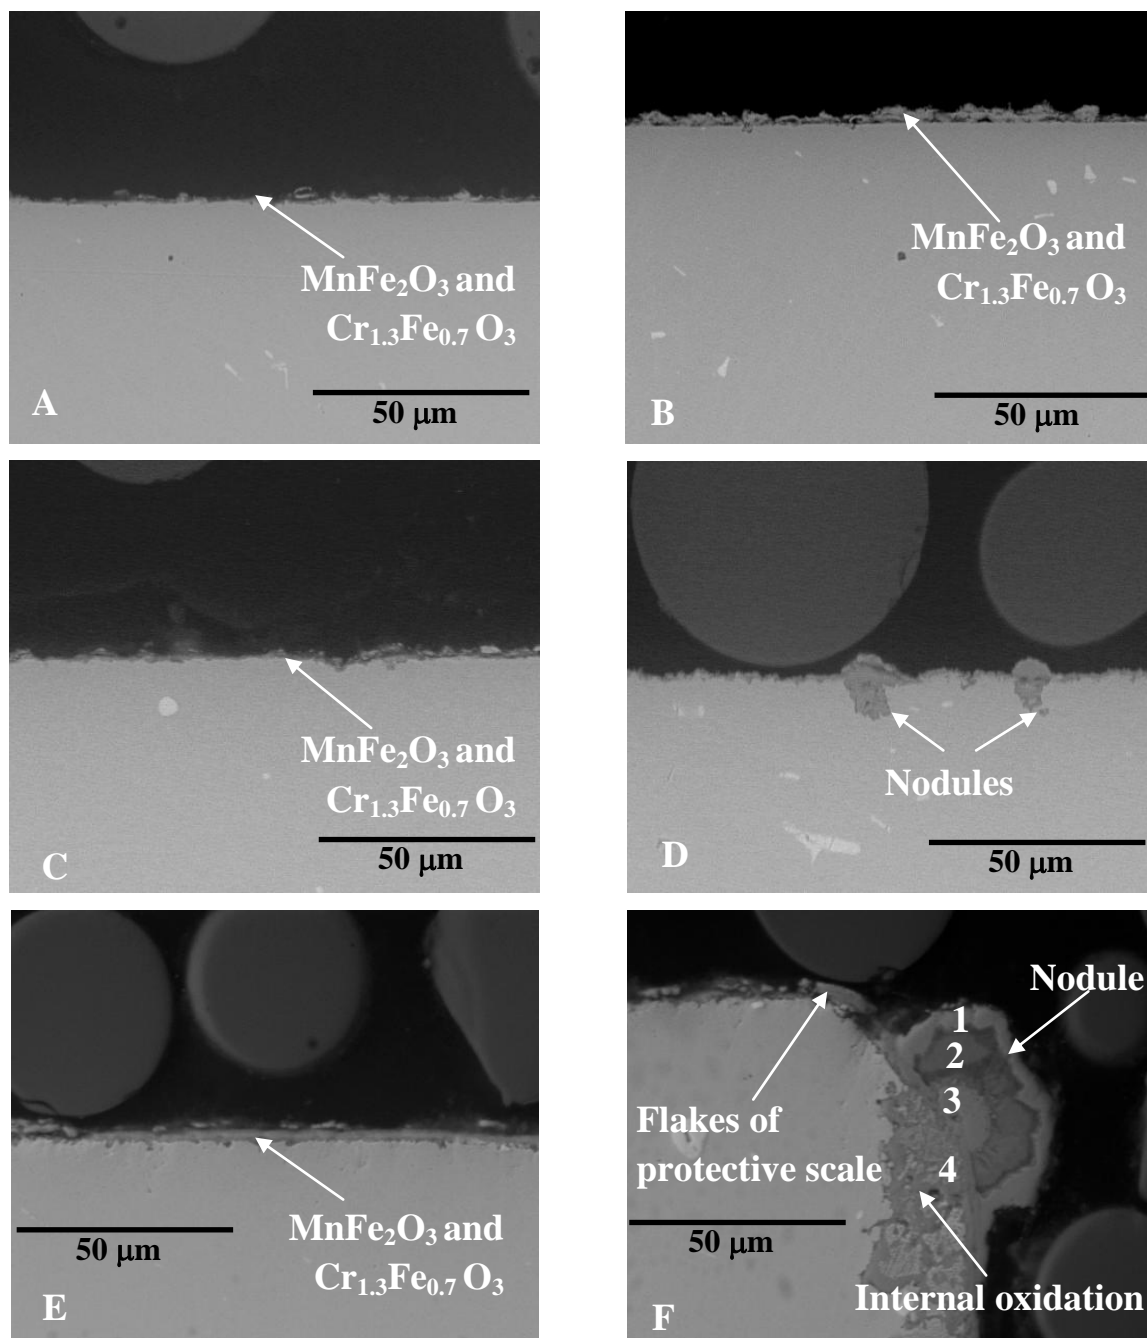 MnFe₂O₃ and
Cr₁.₃Fe₀.₇ O₃
A
50 μm
MnFe₂O₃ and
Cr₁.₃Fe₀.₇ O₃
B
50 μm
MnFe₂O₃ and
Cr₁.₃Fe₀.₇ O₃
C
50 μm
Nodules
D
50 μm
MnFe₂O₃ and
Cr₁.₃Fe₀.₇ O₃
E
50 μm
Nodule
1
2
3
4
Flakes of
protective scale
50 μm
Internal oxidation
F